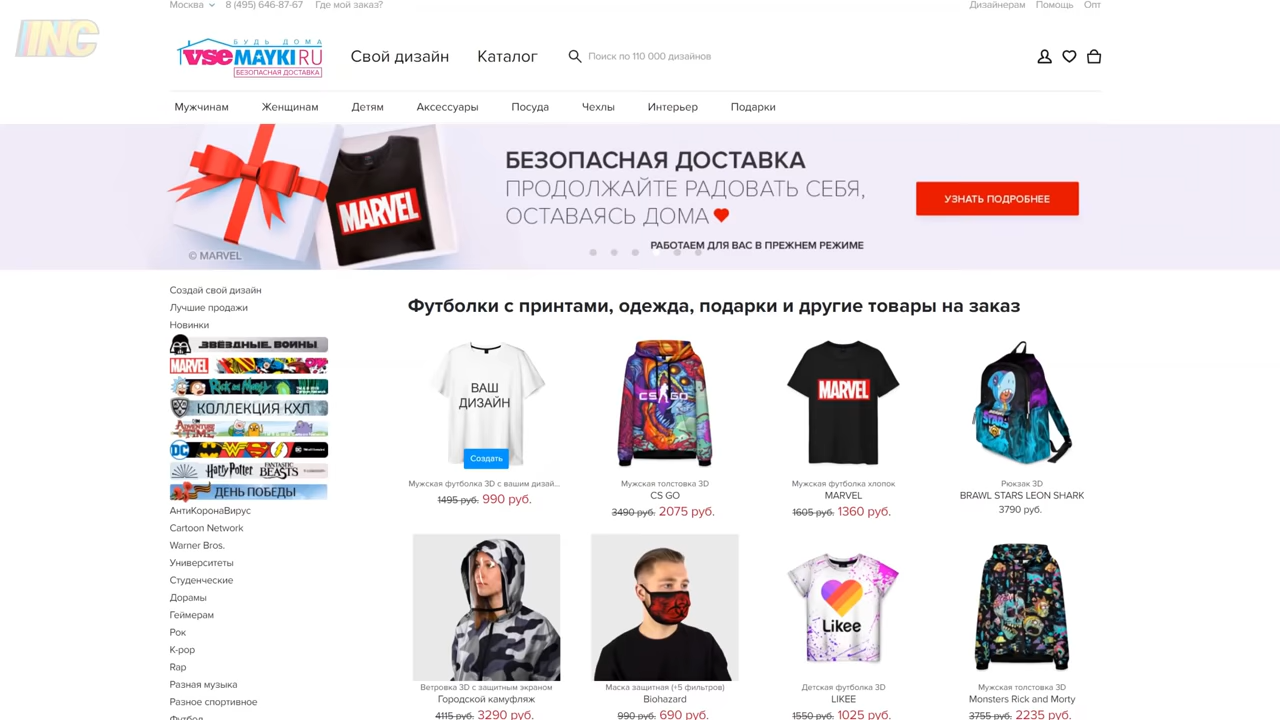 Москва
8 (495) 646-87-67
Где мой заказ?
Дизайнерам
Помощь
Опт
INC
БУДЬ ДОМА
vseMAYKI.RU
БЕЗОПАСНАЯ ДОСТАВКА
Свой дизайн
Каталог
Поиск по 110 000 дизайнов
Мужчинам
Женщинам
Детям
Аксессуары
Посуда
Чехлы
Интерьер
Подарки
MARVEL
© MARVEL
БЕЗОПАСНАЯ ДОСТАВКА
ПРОДОЛЖАЙТЕ РАДОВАТЬ СЕБЯ,
ОСТАВАЯСЬ ДОМА
РАБОТАЕМ ДЛЯ ВАС В ПРЕЖНЕМ РЕЖИМЕ
УЗНАТЬ ПОДРОБНЕЕ
Создай свой дизайн
Лучшие продажи
Новинки
ЗВЁЗДНЫЕ ВОЙНЫ
MARVEL
Rick and Morty
КОЛЛЕКЦИЯ КХЛ
ADVENTURE TIME
DC
Harry Potter
FANTASTIC BEASTS
ДЕНЬ ПОБЕДЫ
АнтиКоронаВирус
Cartoon Network
Warner Bros.
Университеты
Студенческие
Дорамы
Геймерам
Рок
K-pop
Rap
Разная музыка
Разное спортивное
Футбол
Футболки с принтами, одежда, подарки и другие товары на заказ
ВАШ
ДИЗАЙН
Создать
Мужская футболка 3D с вашим дизай...
1495 руб. 990 руб.
CS GO
Мужская толстовка 3D
CS GO
3490 руб. 2075 руб.
MARVEL
Мужская футболка хлопок
MARVEL
1605 руб. 1360 руб.
STARS
Рюкзак 3D
BRAWL STARS LEON SHARK
3790 руб.
Ветровка 3D с защитным экраном
Городской камуфляж
4115 руб. 3290 руб.
Маска защитная (+5 фильтров)
Biohazard
990 руб. 690 руб.
Likee
Детская футболка 3D
LIKEE
1550 руб. 1025 руб.
Мужская толстовка 3D
Monsters Rick and Morty
3755 руб. 2235 руб.